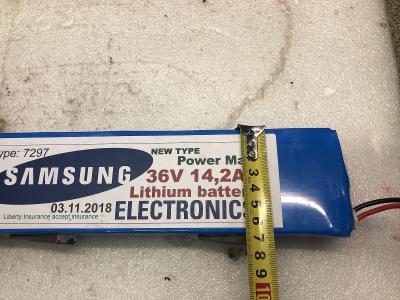 ype: 7297
NEW TYPE
Power Ma
SAMSUNG
36V 14,2A
Lithium batte
03.11.2018 ELECTRONIC
Liberty Insurance accept insurance
3 4 5 6 7 8 9 10